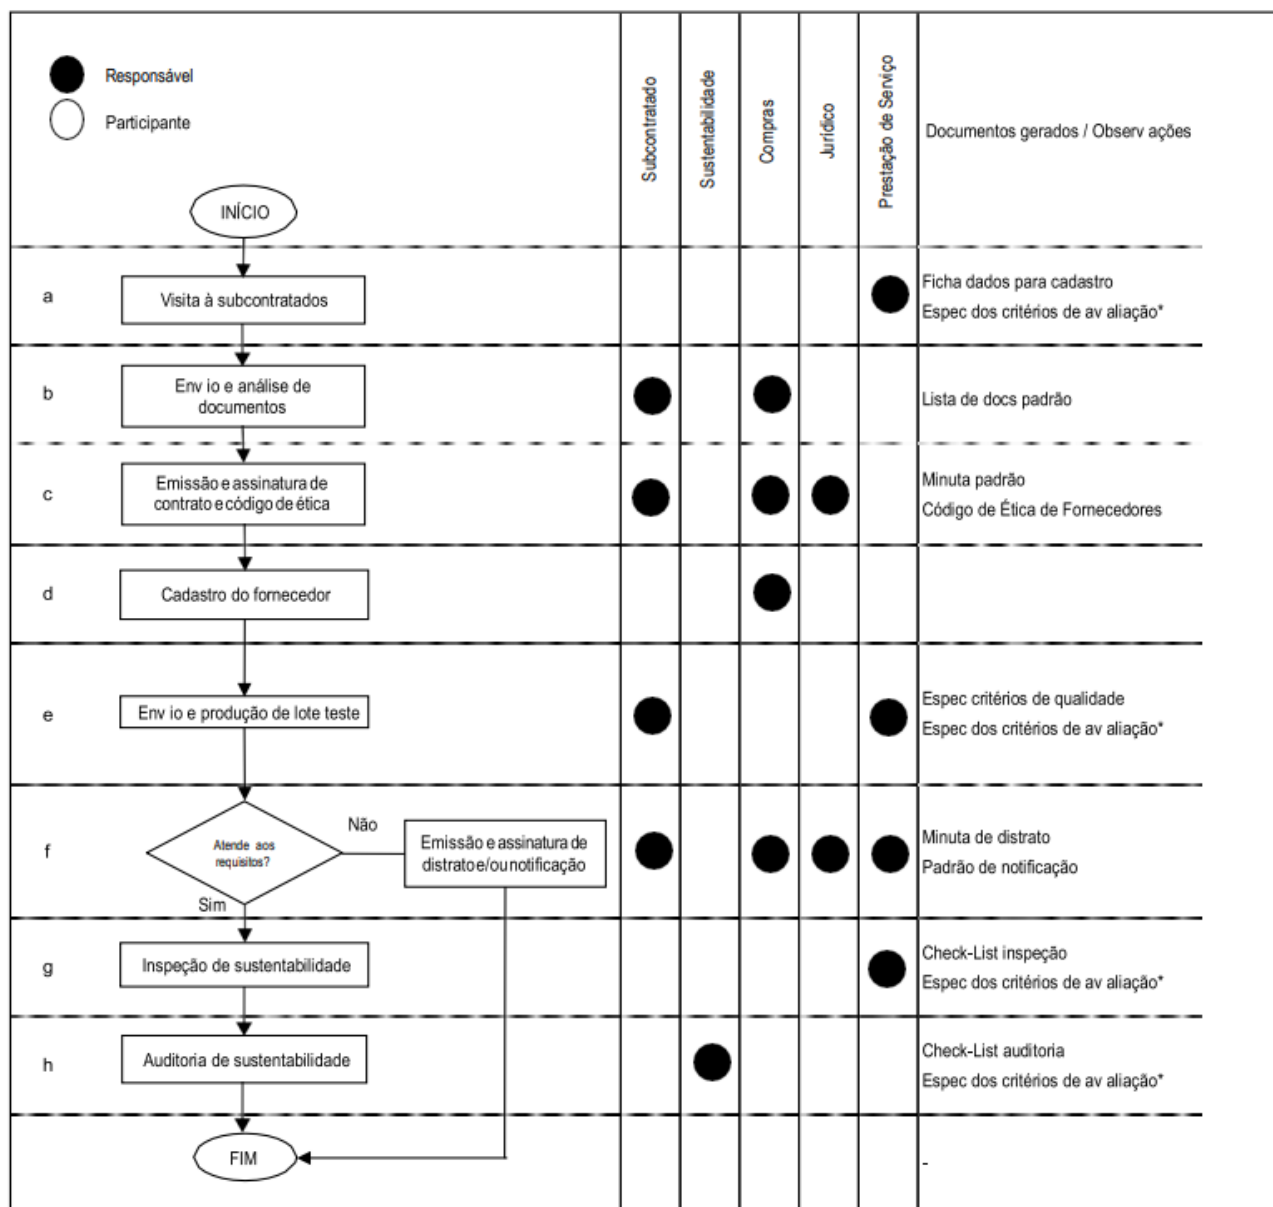 Responsável
Participante
Subcontratado
Sustentabilidade
Compras
Jurídico
Prestação de Serviço
Documentos gerados / Observ ações
INÍCIO
a
Visita à subcontratados
Ficha dados para cadastro
Espec dos critérios de av aliação*
b
Env io e análise de
documentos
Lista de docs padrão
c
Emissão e assinatura de
contrato e código de ética
Minuta padrão
Código de Ética de Fornecedores
d
Cadastro do fornecedor
e
Env io e produção de lote teste
Espec critérios de qualidade
Espec dos critérios de av aliação*
f
Atende aos
requisitos?
Não
Emissão e assinatura de
distrato e/ou notificação
Minuta de distrato
Padrão de notificação
Sim
g
Inspeção de sustentabilidade
Check-List inspeção
Espec dos critérios de av aliação*
h
Auditoria de sustentabilidade
Check-List auditoria
Espec dos critérios de av aliação*
FIM
-